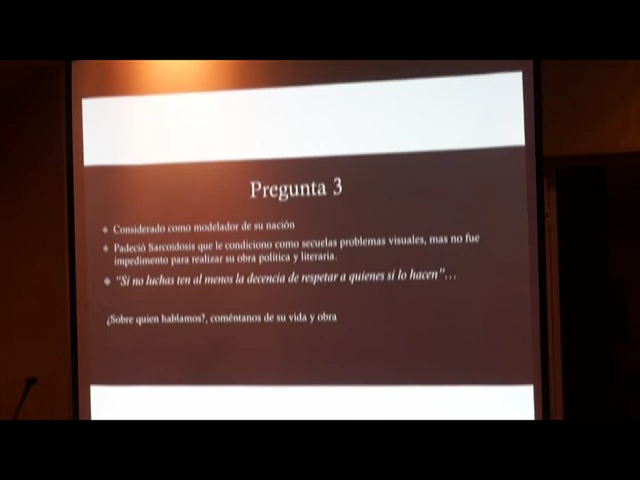 Pregunta 3
Considerado como modelador de su nación
Padeció Sarcoidosis que le condiciono como secuelas problemas visuales, mas no fue
impedimento para realizar su obra política y literaria.
"Si no luchas ten al menos la decencia de respetar a quienes si lo hacen"...
¿Sobre quien hablamos?, coméntanos de su vida y obra